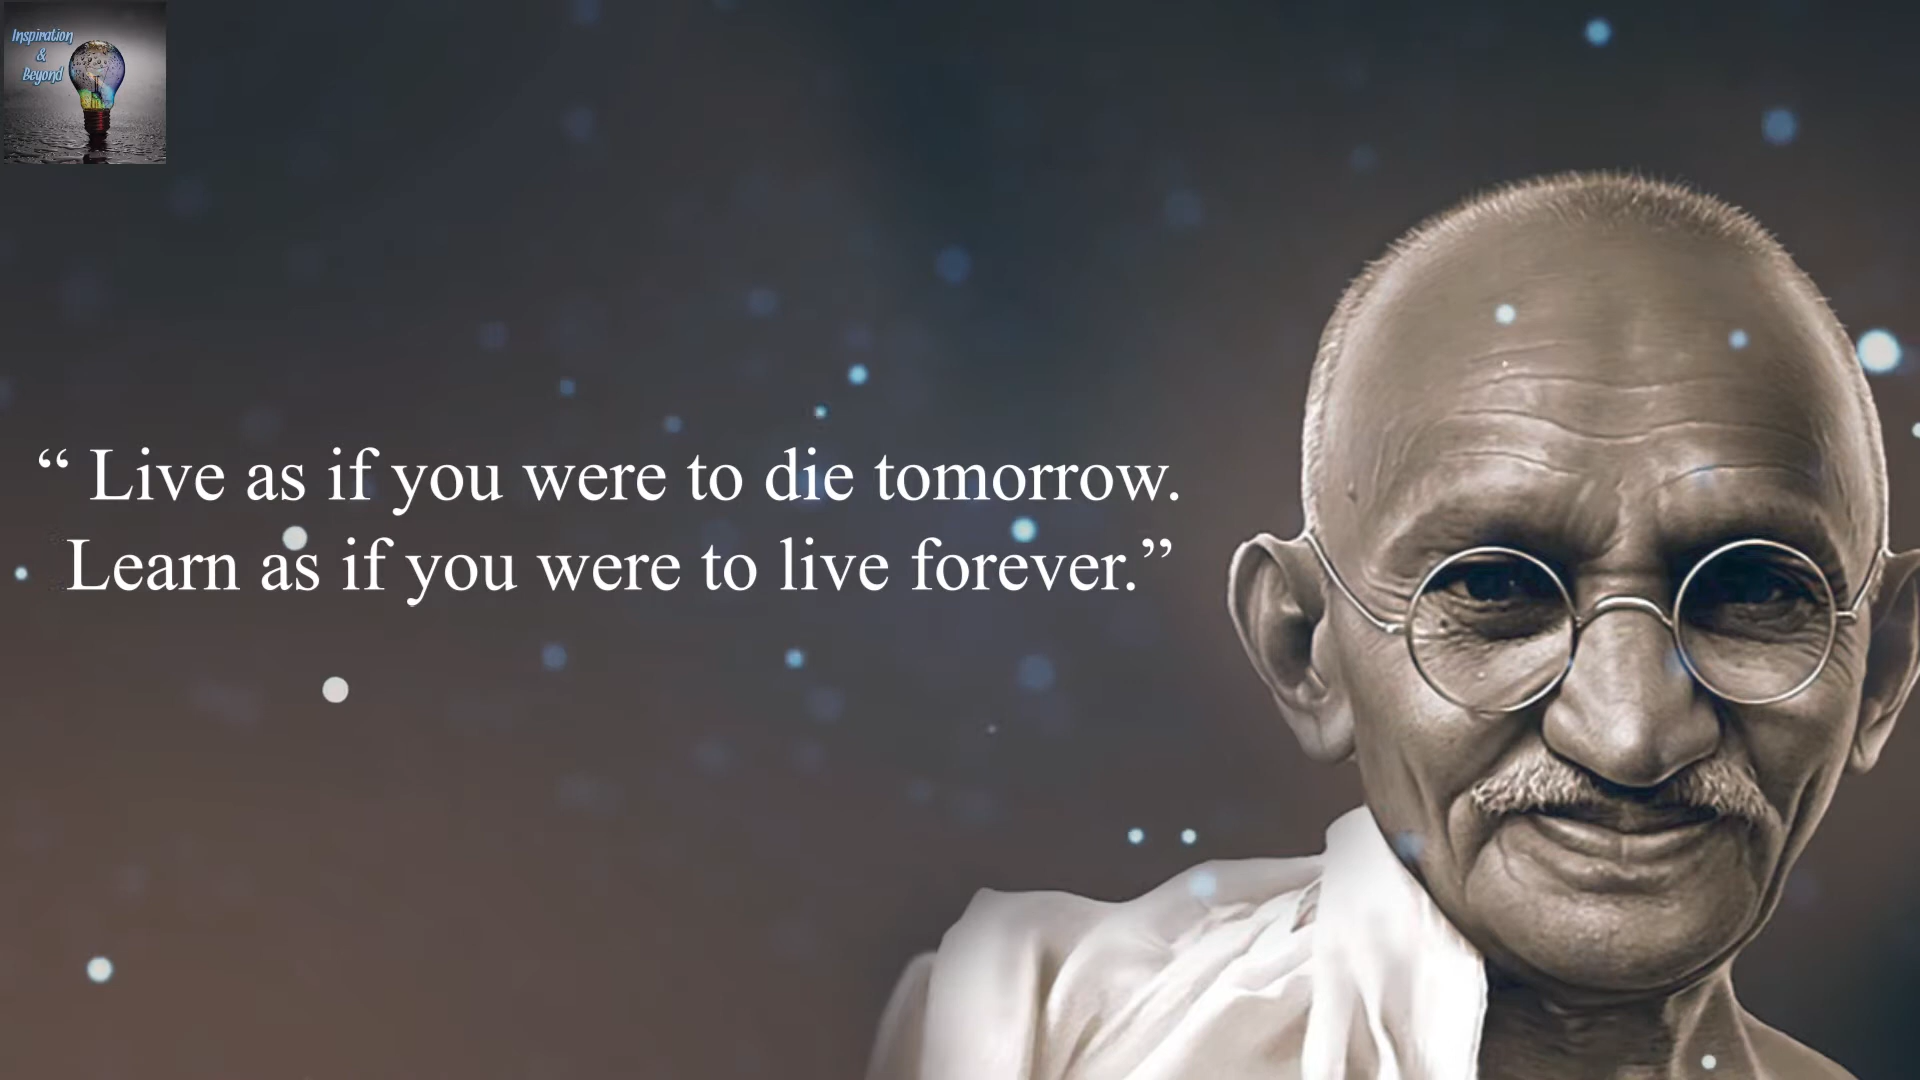 Inspiration
&
Beyond
“ Live as if you were to die tomorrow.
Learn as if you were to live forever.”